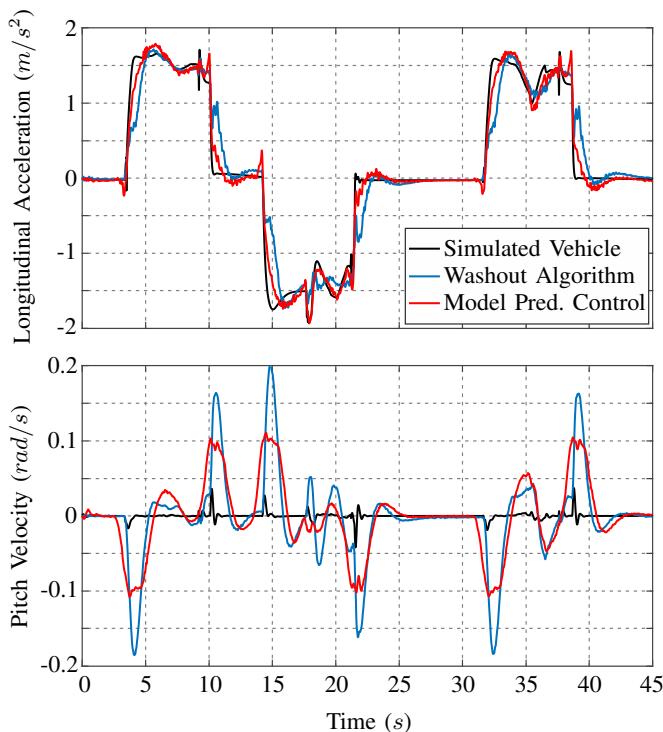 Longitudinal Acceleration (m/s²)
2
1
0
-1
-2
Simulated Vehicle
Washout Algorithm
Model Pred. Control
Pitch Velocity (rad/s)
0.2
0.1
0
-0.1
-0.2
0 5 10 15 20 25 30 35 40 45
Time (s)